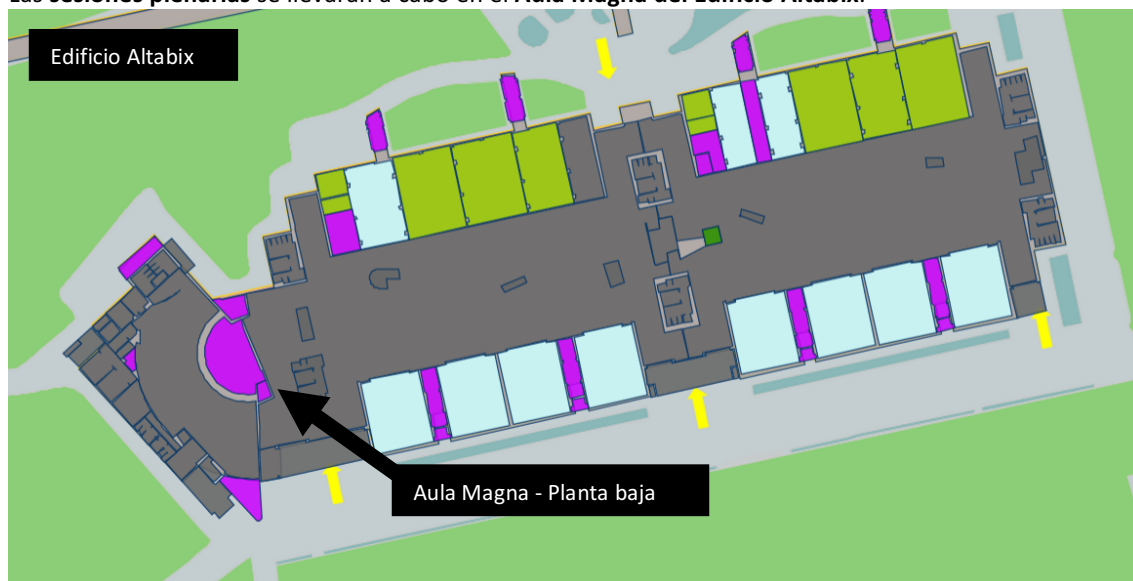 Las sesiones plenarias se llevarán a cabo en el Aula Magna del Edificio Altabix.
Edificio Altabix
Aula Magna - Planta baja